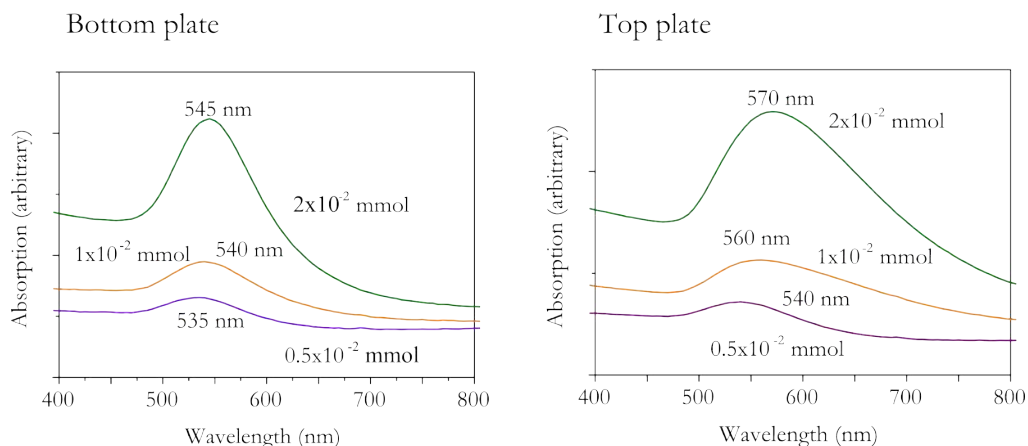 Bottom plate
Absorption (arbitrary)
545 nm
2x10⁻² mmol
1x10⁻² mmol
540 nm
535 nm
0.5x10⁻² mmol
400 500 600 700 800
Wavelength (nm)
Top plate
Absorption (arbitrary)
570 nm
2x10⁻² mmol
560 nm
1x10⁻² mmol
540 nm
0.5x10⁻² mmol
400 500 600 700 800
Wavelength (nm)